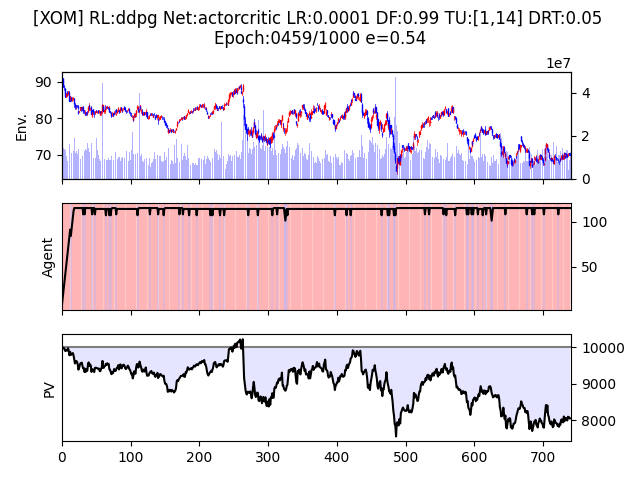 [XOM] RL:ddpg Net:actorcritic LR:0.0001 DF:0.99 TU:[1,14] DRT:0.05
Epoch:0459/1000 e=0.54
1e7
90
80
70
Env.
4
2
0
Agent
100
50
PV
10000
9000
8000
0 100 200 300 400 500 600 700